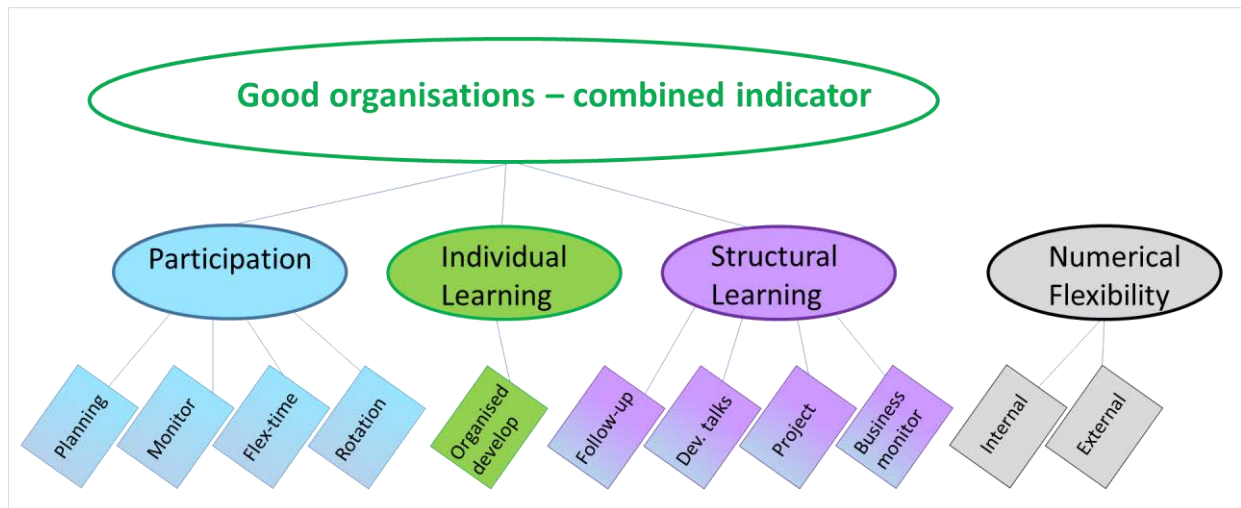 Good organisations – combined indicator
Participation
Individual
Learning
Structural
Learning
Numerical
Flexibility
Planning
Monitor
Flex-time
Rotation
Organised
develop
Follow-up
Dev. talks
Project
Business
monitor
Internal
External